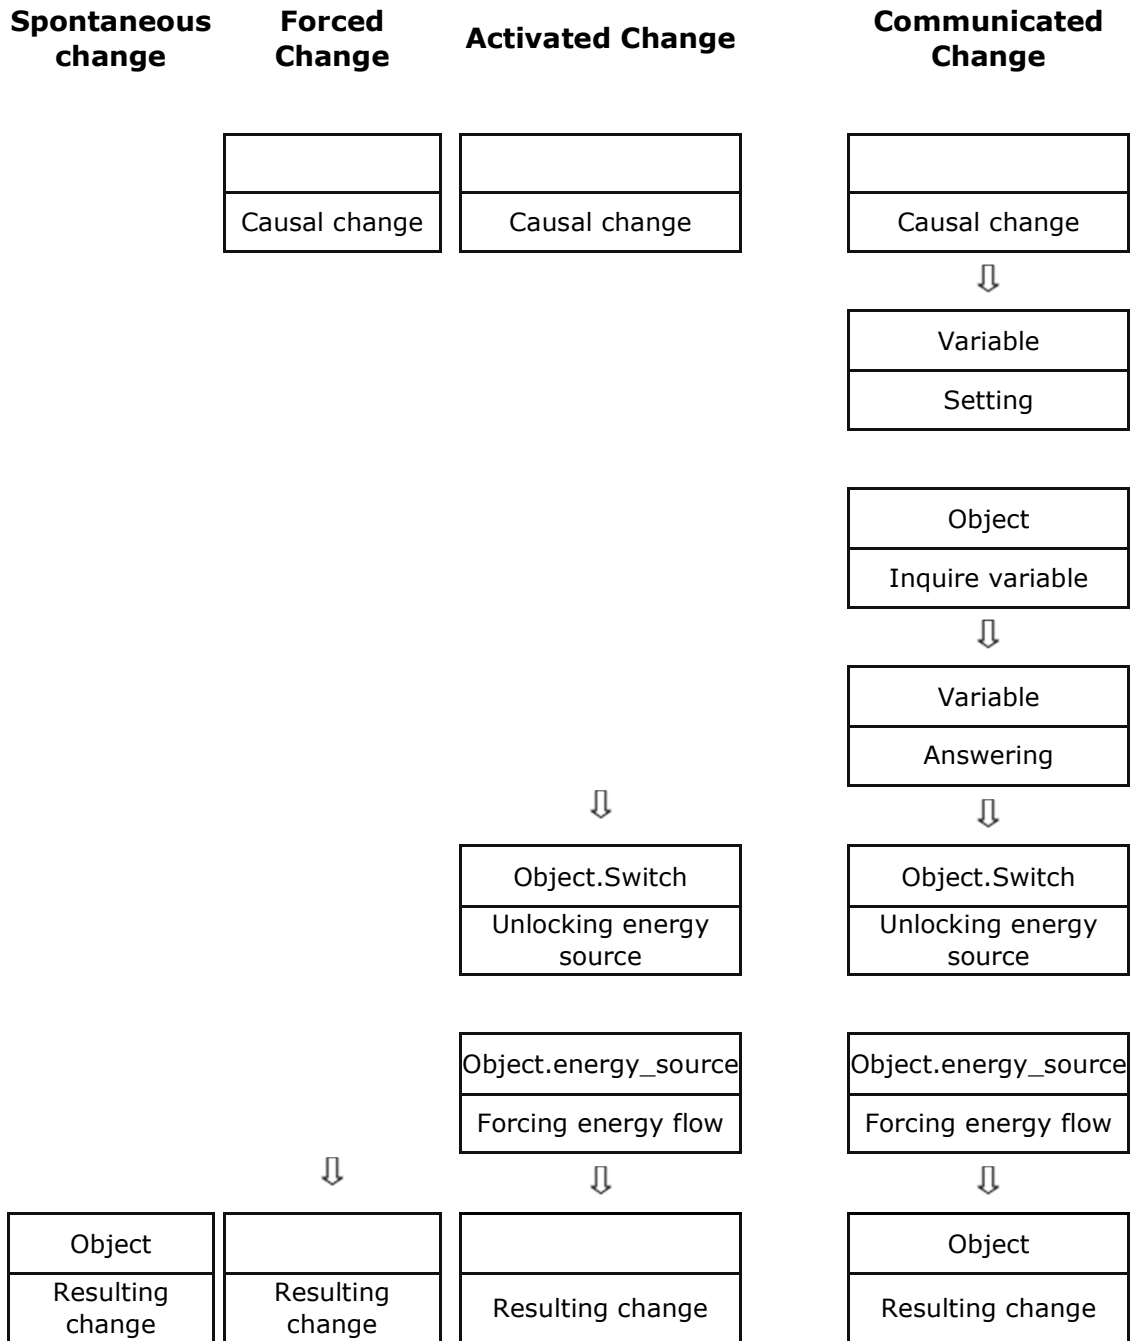 Spontaneous
change
Forced
Change
Activated Change
Communicated
Change
Causal change
Causal change
Causal change
⇩
Variable
Setting
Object
Inquire variable
⇩
Variable
Answering
⇩
⇩
Object.Switch
Object.Switch
Unlocking energy
source
Unlocking energy
source
Object.energy_source
Object.energy_source
Forcing energy flow
Forcing energy flow
⇩
⇩
⇩
Object
Object
Resulting
change
Resulting
change
Resulting change
Resulting change